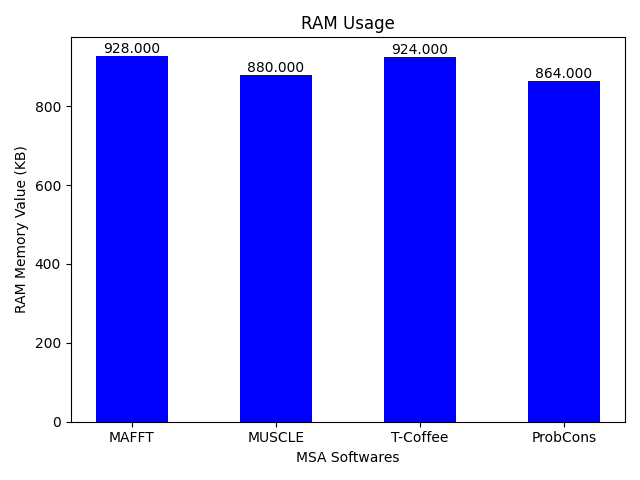 RAM Usage
928.000
880.000
924.000
864.000
800
600
400
200
0
RAM Memory Value (KB)
MAFFT
MUSCLE
T-Coffee
ProbCons
MSA Softwares